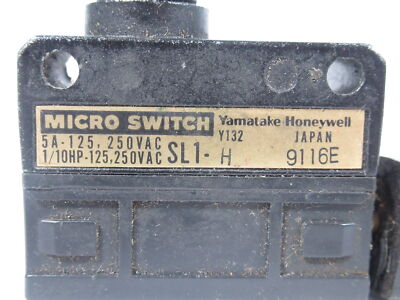 MICRO SWITCH Yamatake-Honeywell
5A-125, 250VAC Y132 JAPAN
1/10HP-125, 250VAC SL1-H 9116E